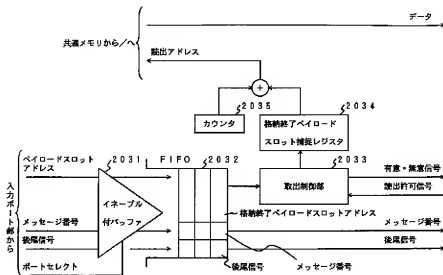 データ
共通メモリから/へ
読出アドレス
2035
2034
カウンタ
格納終了ペイロード
スロット捕捉レジスタ
ペイロードスロット
アドレス
2031
FIFO
2032
2033
有意・無意信号
取出制御部
読出許可信号
イネーブル
付バッファ
格納終了ペイロードスロットアドレス
入力ポート部から
メッセージ番号
メッセージ番号
後尾信号
後尾信号
ポートセレクト
後尾信号
メッセージ番号